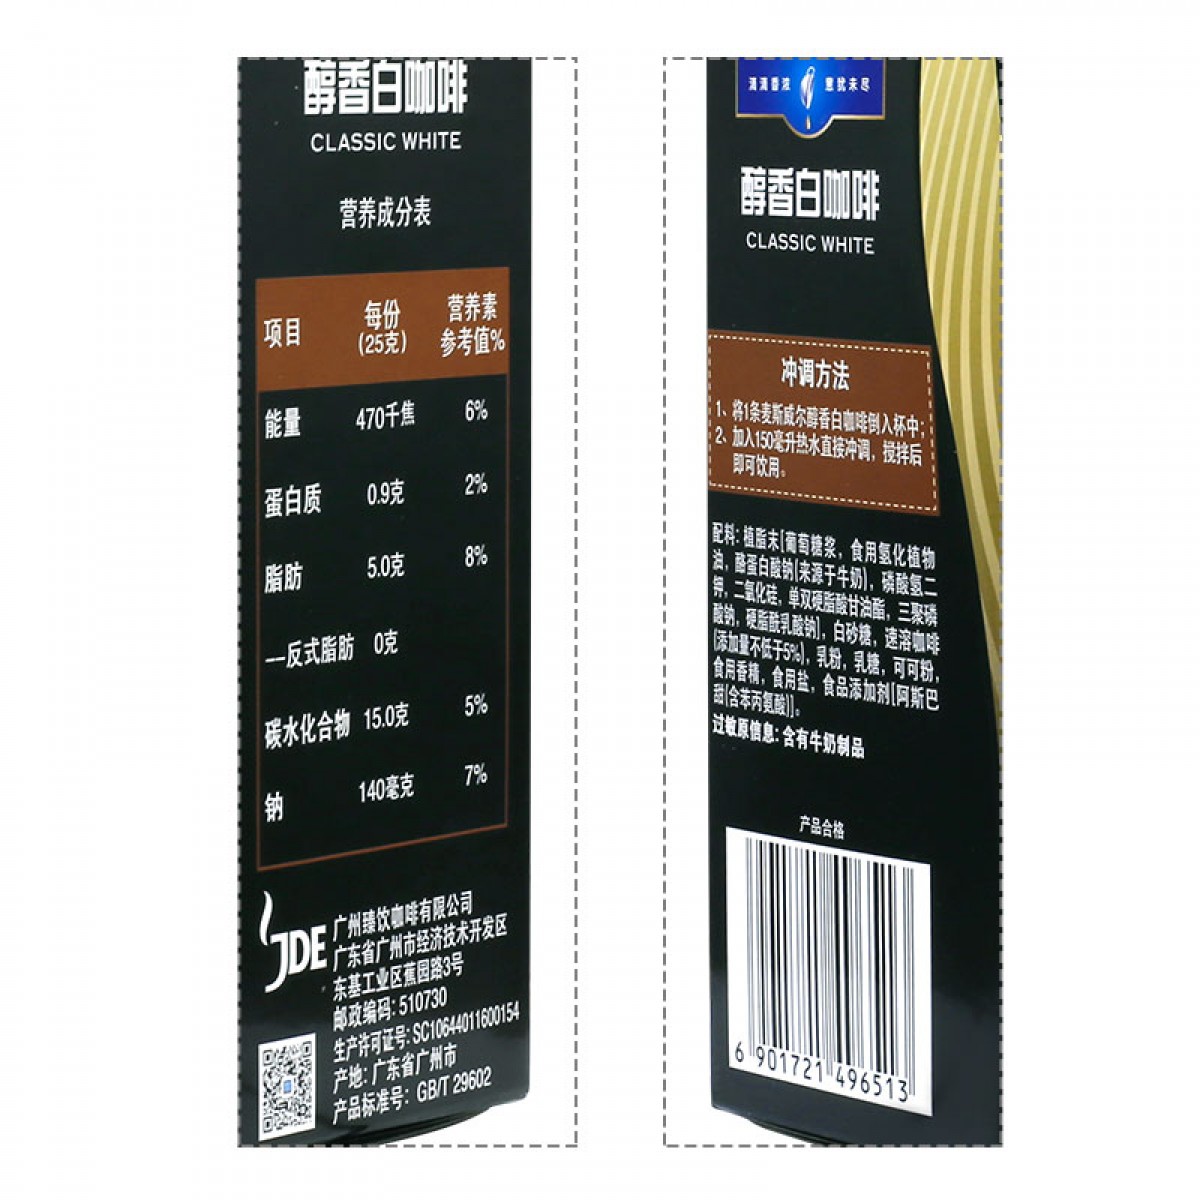 醇香白咖啡
CLASSIC WHITE
营养成分表
项目 每份(25克) 营养素参考值%
能量 470千焦 6%
蛋白质 0.9克 2%
脂肪 5.0克 8%
—反式脂肪 0克
碳水化合物 15.0克 5%
钠 140毫克 7%
JDE
广州臻饮咖啡有限公司
广东省广州市经济技术开发区
东基工业区蕉园路3号
邮政编码: 510730
生产许可证号: SC10644011600154
产地: 广东省广州市
产品标准号: GB/T 29602
滴滴香浓 意犹未尽
醇香白咖啡
CLASSIC WHITE
冲调方法
1、将1条麦斯威尔醇香白咖啡倒入杯中;
2、加入150毫升热水直接冲调, 搅拌后
即可饮用。
配料: 植脂末[葡萄糖浆, 食用氢化植物
油, 酪蛋白酸钠(来源于牛奶), 磷酸氢二
钾, 二氧化硅, 单双硬脂酸甘油酯, 三聚磷
酸钠, 硬脂酰乳酸钠], 白砂糖, 速溶咖啡
(添加量不低于5%), 乳粉, 乳糖, 可可粉,
食用香精, 食用盐, 食品添加剂[阿斯巴
甜(含苯丙氨酸)]。
过敏原信息: 含有牛奶制品
产品合格
6 901721 496513